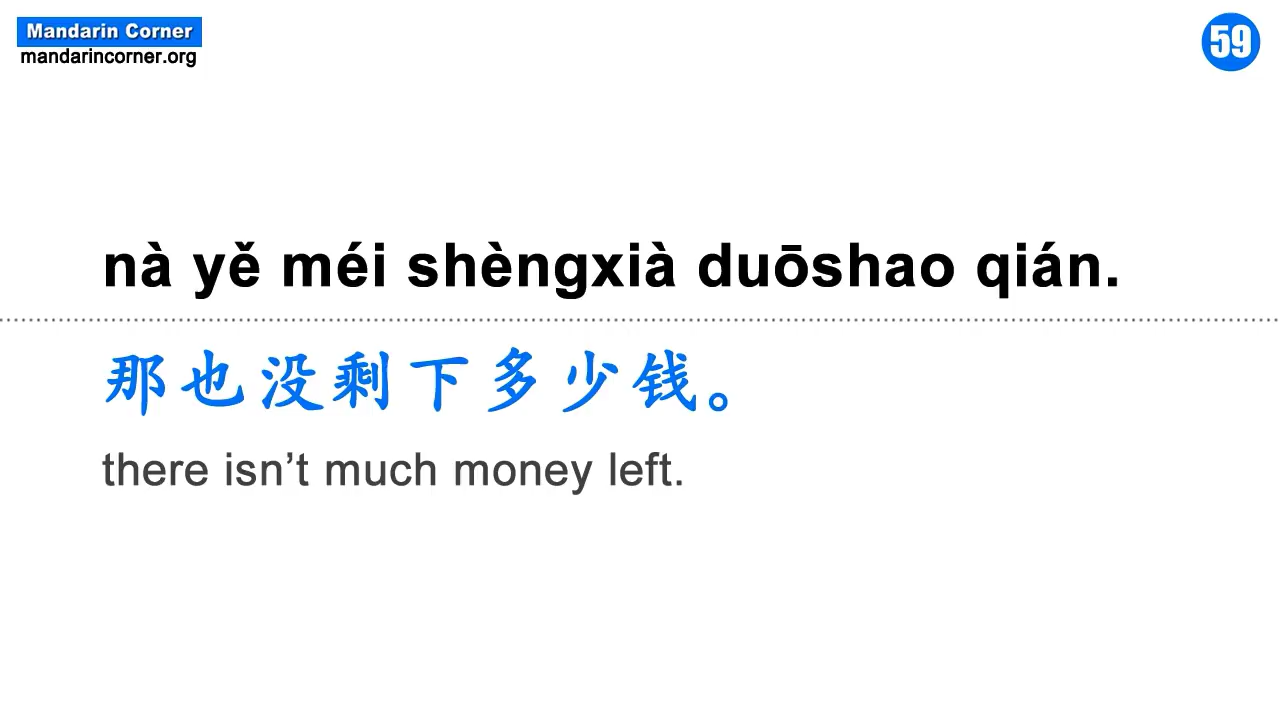 Mandarin Corner
mandarincorner.org
59
nà yě méi shèngxià duōshao qián.
那也没剩下多少钱。
there isn’t much money left.